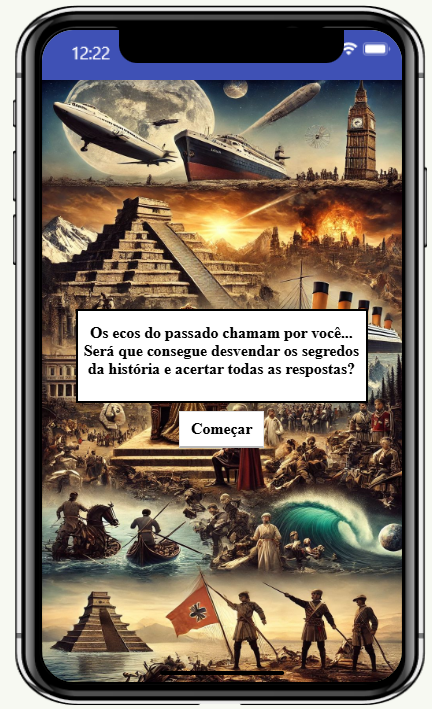 12:22
Os ecos do passado chamam por você...
Será que consegue desvendar os segredos
da história e acertar todas as respostas?
Começar